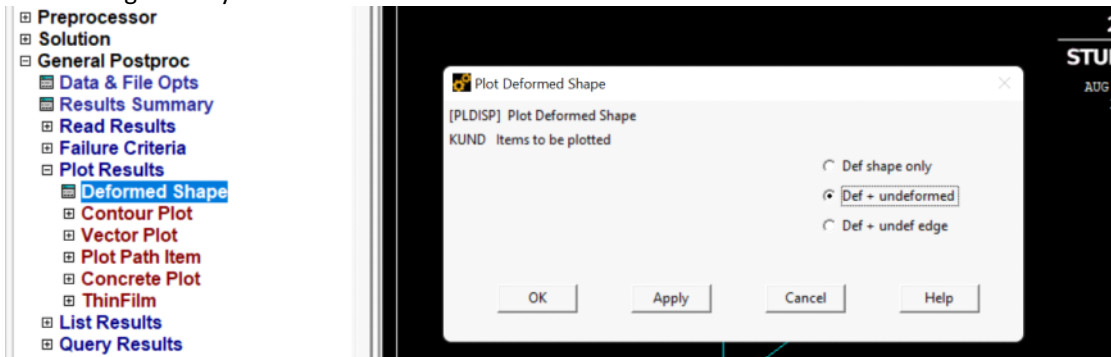 Preprocessor
Solution
General Postproc
Data & File Opts
Results Summary
Read Results
Failure Criteria
Plot Results
Deformed Shape
Contour Plot
Vector Plot
Plot Path Item
Concrete Plot
ThinFilm
List Results
Query Results
Plot Deformed Shape
[PLDISP] Plot Deformed Shape
KUND Items to be plotted
Def shape only
Def + undeformed
Def + undef edge
OK Apply Cancel Help
AUG